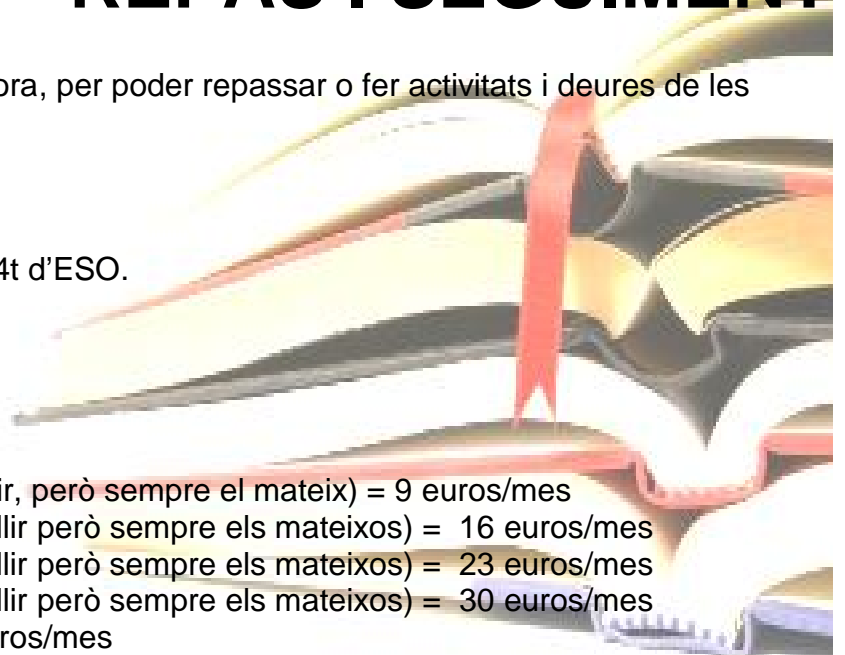 REPÀS I SEGUIMENT
ora, per poder repassar o fer activitats i deures de les
4t d’ESO.
ir, però sempre el mateix) = 9 euros/mes
llir però sempre els mateixos) =  16 euros/mes
llir però sempre els mateixos) =  23 euros/mes
llir però sempre els mateixos) =  30 euros/mes
ros/mes